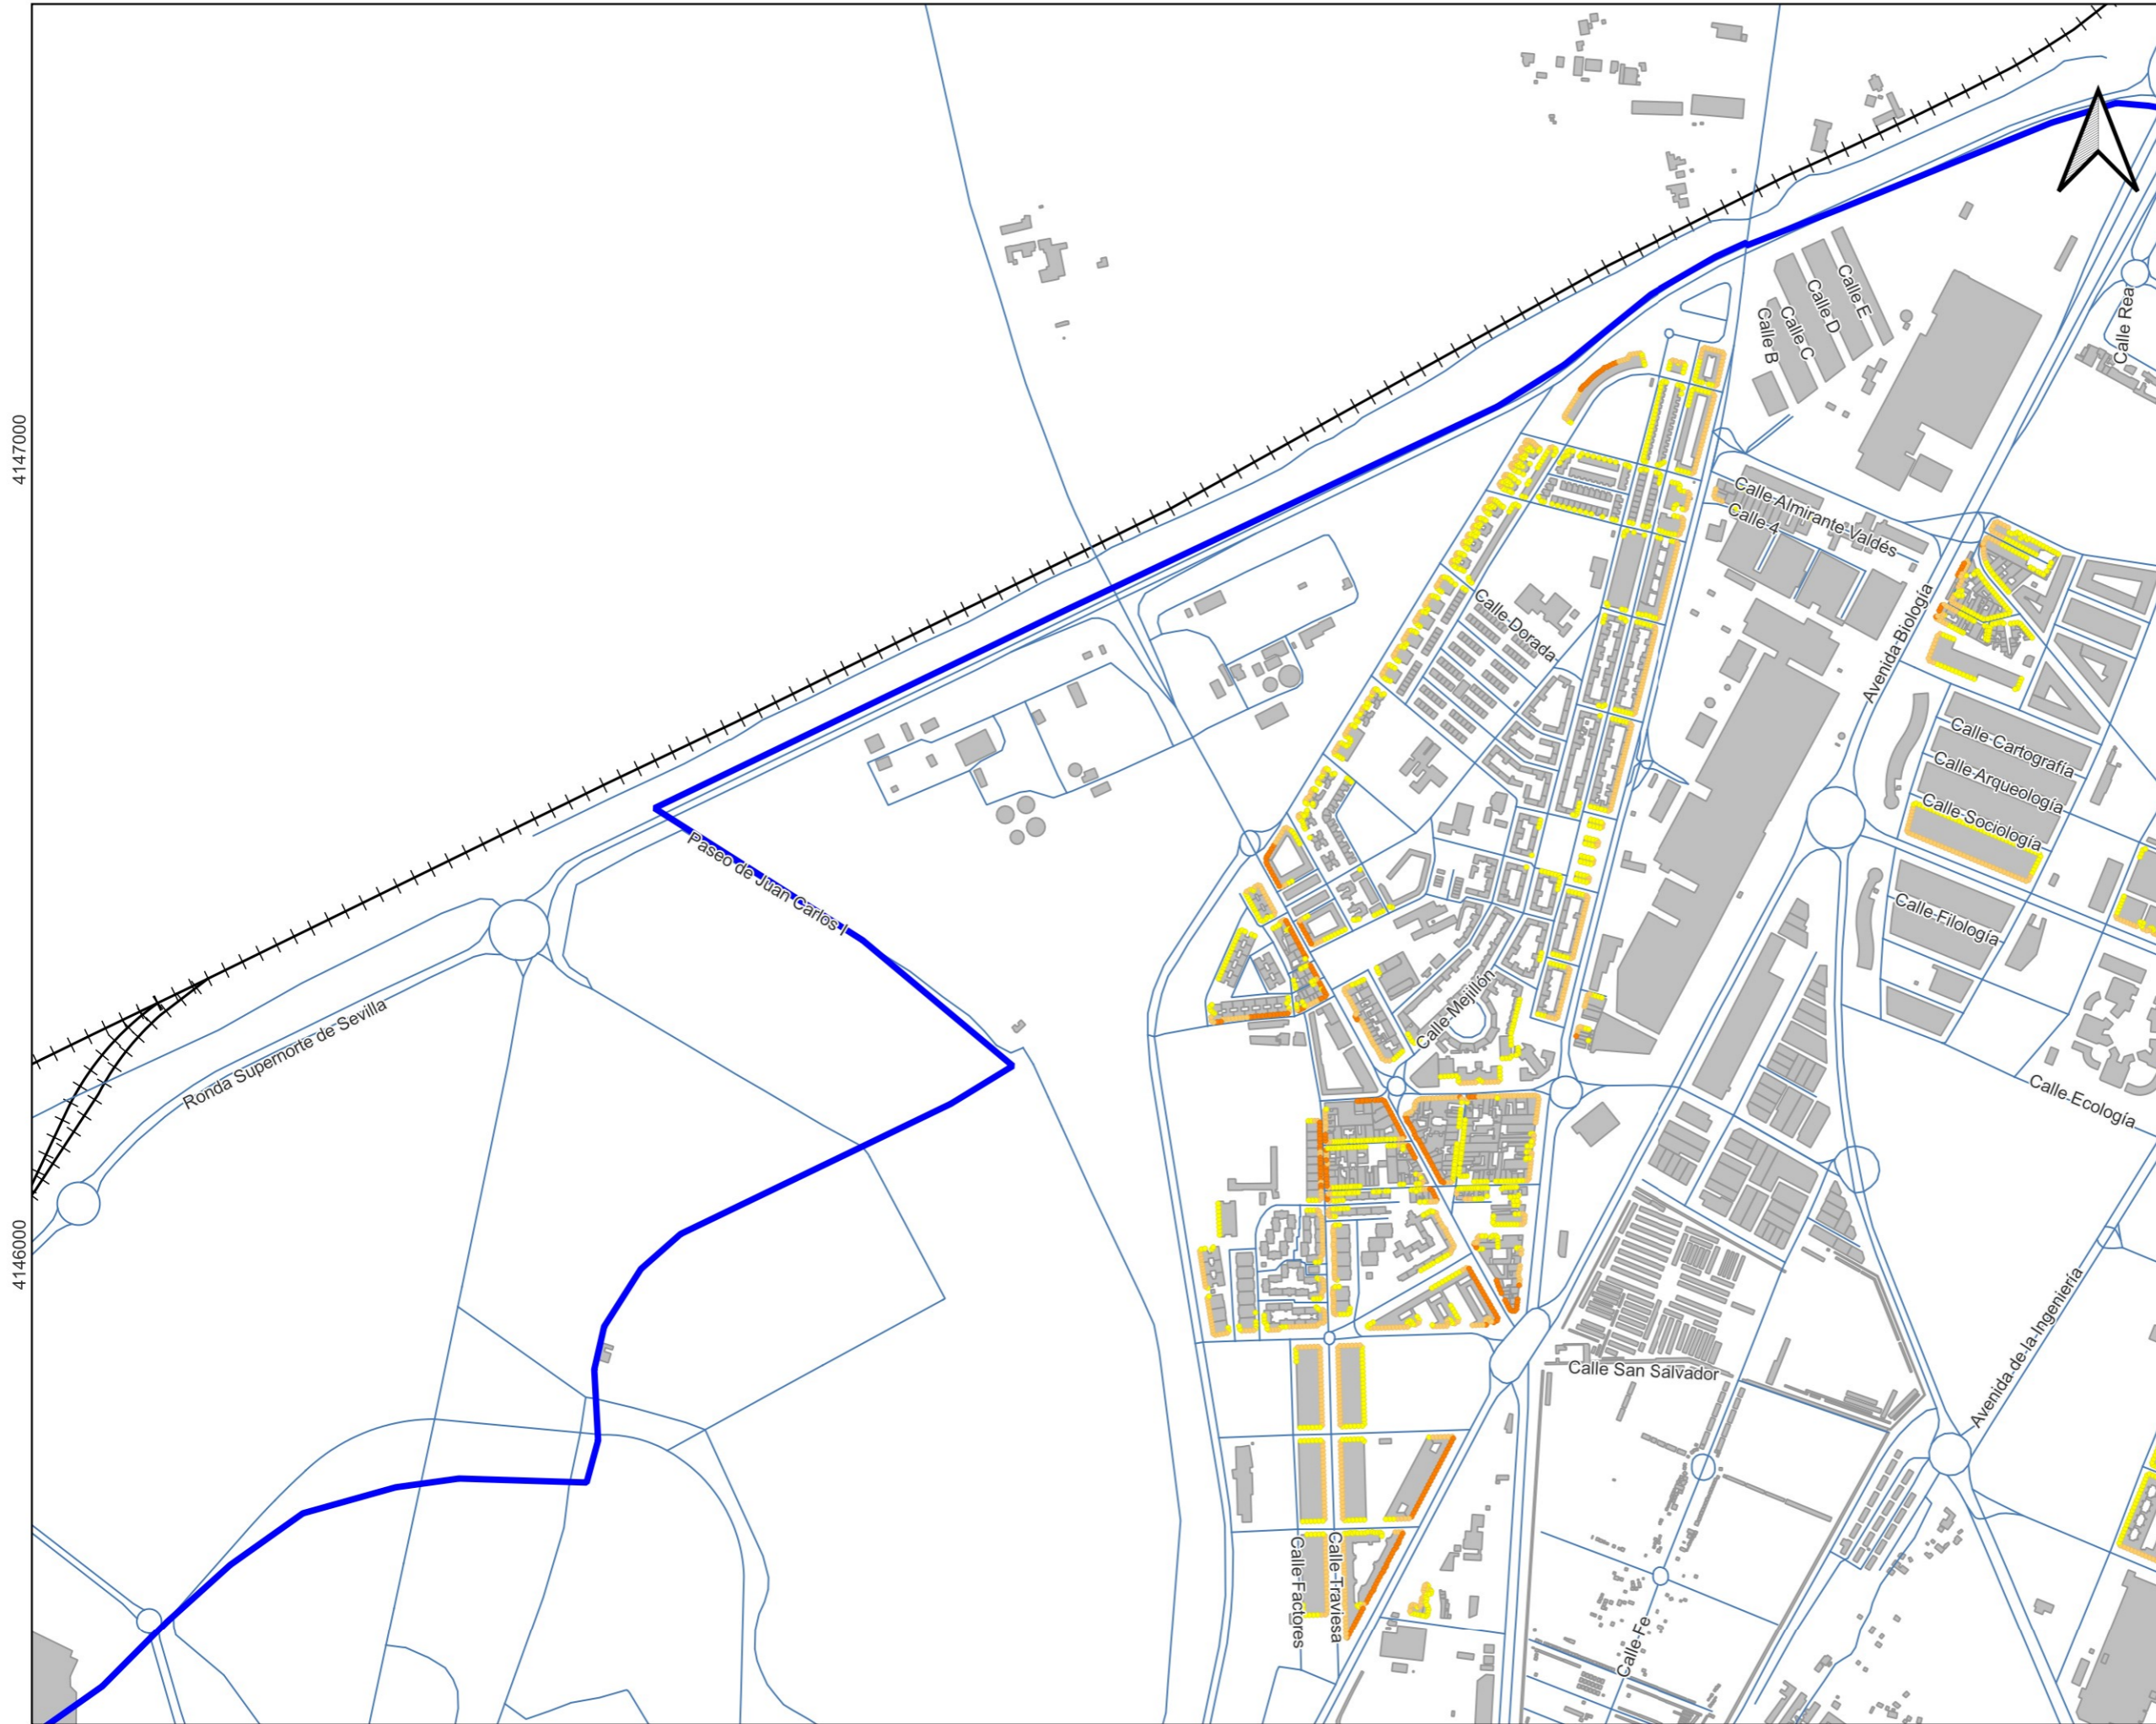 4147000
4146000
Calle Real
Calle E
Calle D
Calle C
Calle B
Calle Almirante Valdés
Calle 4
Calle Dorada
Avenida Biología
Calle Cartografía
Calle Arqueología
Calle Sociología
Calle Filología
Paseo de Juan Carlos I
Ronda Supernorte de Sevilla
Calle Mejillón
Calle Ecología
Avenida de la Ingeniería
Calle San Salvador
Calle Factores
Calle Traviesa
Calle Fe